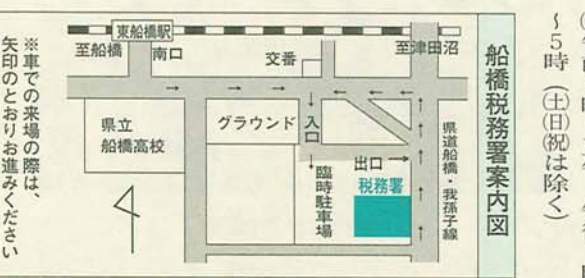 ~5時(土日祝は除く)
船橋税務署案内図
東船橋駅
至船橋
南口
交番
至津田沼
県立
船橋高校
グラウンド
入口
出口
税務署
臨時駐車場
県道船橋・我孫子線
※車での来場の際は、
矢印のとおりお進みください